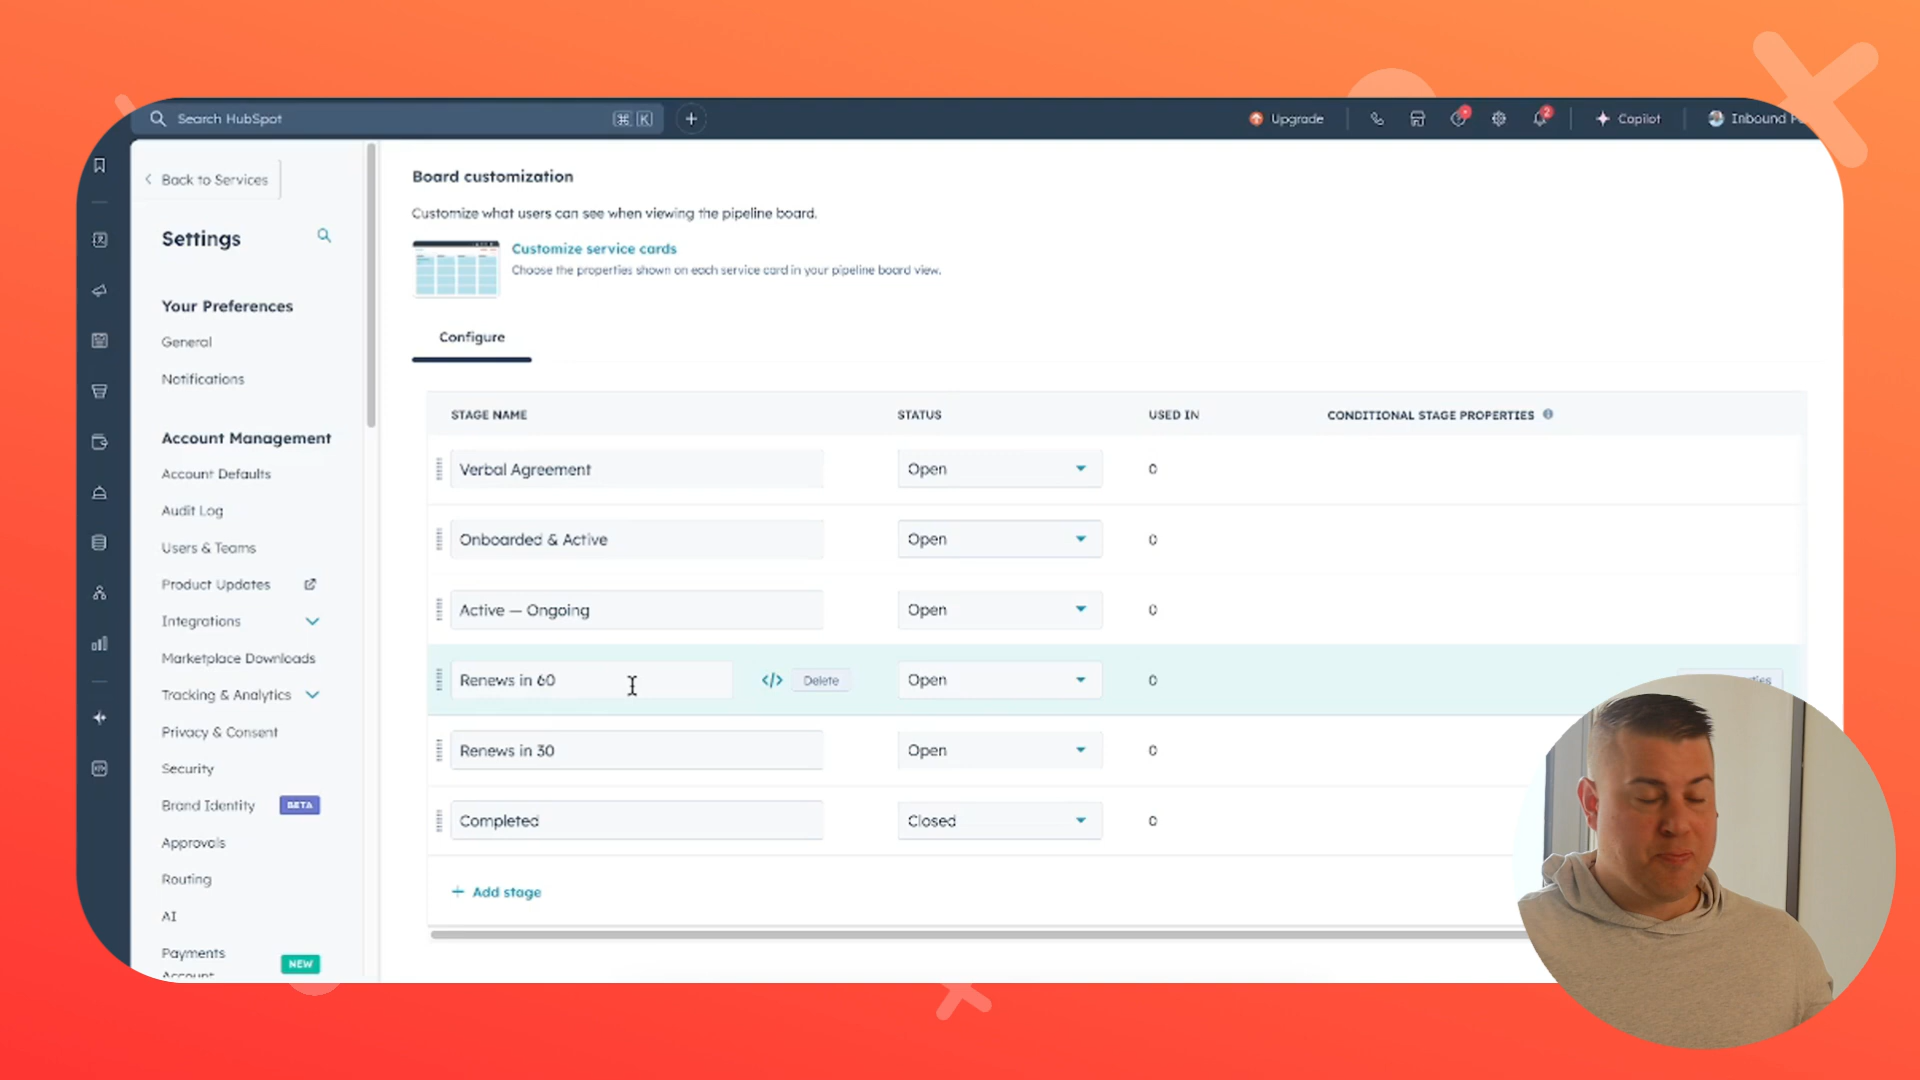 Search HubSpot
⌘ K
Upgrade
2
Copilot
Inbound
Back to Services
Settings
Your Preferences
General
Notifications
Account Management
Account Defaults
Audit Log
Users & Teams
Product Updates
Integrations
Marketplace Downloads
Tracking & Analytics
Privacy & Consent
Security
Brand Identity BETA
Approvals
Routing
AI
Payments
Account
NEW
Board customization
Customize what users can see when viewing the pipeline board.
Customize service cards
Choose the properties shown on each service card in your pipeline board view.
Configure
STAGE NAME STATUS USED IN CONDITIONAL STAGE PROPERTIES
Verbal Agreement Open 0
Onboarded & Active Open 0
Active — Ongoing Open 0
Renews in 60 </> Delete Open 0
Renews in 30 Open 0
Completed Closed 0
+ Add stage